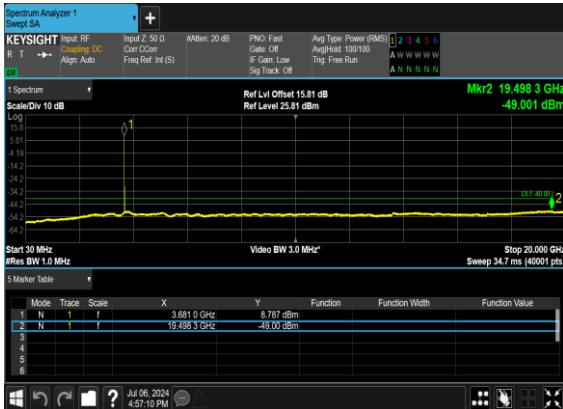 Spectrum Analyzer 1
Swept SA
KEYSIGHT
R T
Input: RF
Coupling: DC
Align: Auto
Input Z: 50 Ω
Corr CCorr
Freq Ref: Int (S)
#Atten: 20 dB
PNO: Fast
Gate: Off
IF Gain: Low
Sig Track: Off
Avg Type: Power (RMS)
Avg|Hold: 100/100
Trig: Free Run
1 2 3 4 5 6
A W W W W W
A N N N N N
1 Spectrum
Scale/Div 10 dB
Ref Lvl Offset 15.81 dB
Ref Level 25.81 dBm
Mkr2 19.498 3 GHz
-49.001 dBm
Log
15.8
5.81
-4.19
-14.2
-24.2
-34.2
-44.2
-54.2
-64.2
1
DL1 -40.00
2
Start 30 MHz
#Res BW 1.0 MHz
Video BW 3.0 MHz*
Stop 20.000 GHz
Sweep 34.7 ms (40001 pts)
5 Marker Table
Mode Trace Scale X Y Function Function Width Function Value
1 N 1 f 3.681 0 GHz 8.787 dBm
2 N 1 f 19.498 3 GHz -49.00 dBm
3
4
5
6
?
Jul 06, 2024
4:57:10 PM